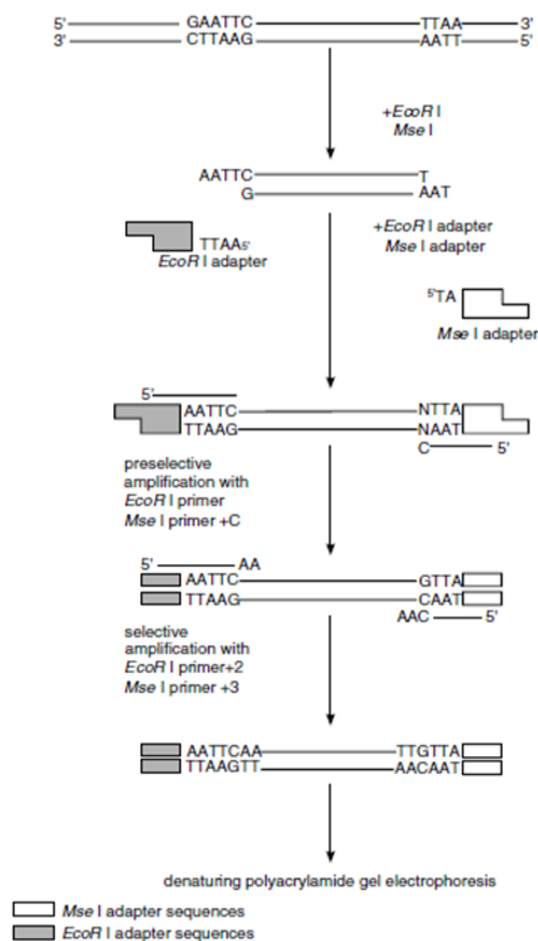 5' GAATTC TTAA 3'
3' CTTAAG AATT 5'
+EcoR I
Mse I
AATTC T
G AAT
+EcoR I adapter
Mse I adapter
TTAA5'
EcoR I adapter
5'TA
Mse I adapter
5'
AATTC NTTA
TTAAG NAAT
C 5'
preselective
amplification with
EcoR I primer
Mse I primer +C
5' AA
AATTC GTTA
TTAAG CAAT
AAC 5'
selective
amplification with
EcoR I primer+2
Mse I primer +3
AATTCAA TTGTTA
TTAAGTT AACAAT
denaturing polyacrylamide gel electrophoresis
Mse I adapter sequences
EcoR I adapter sequences